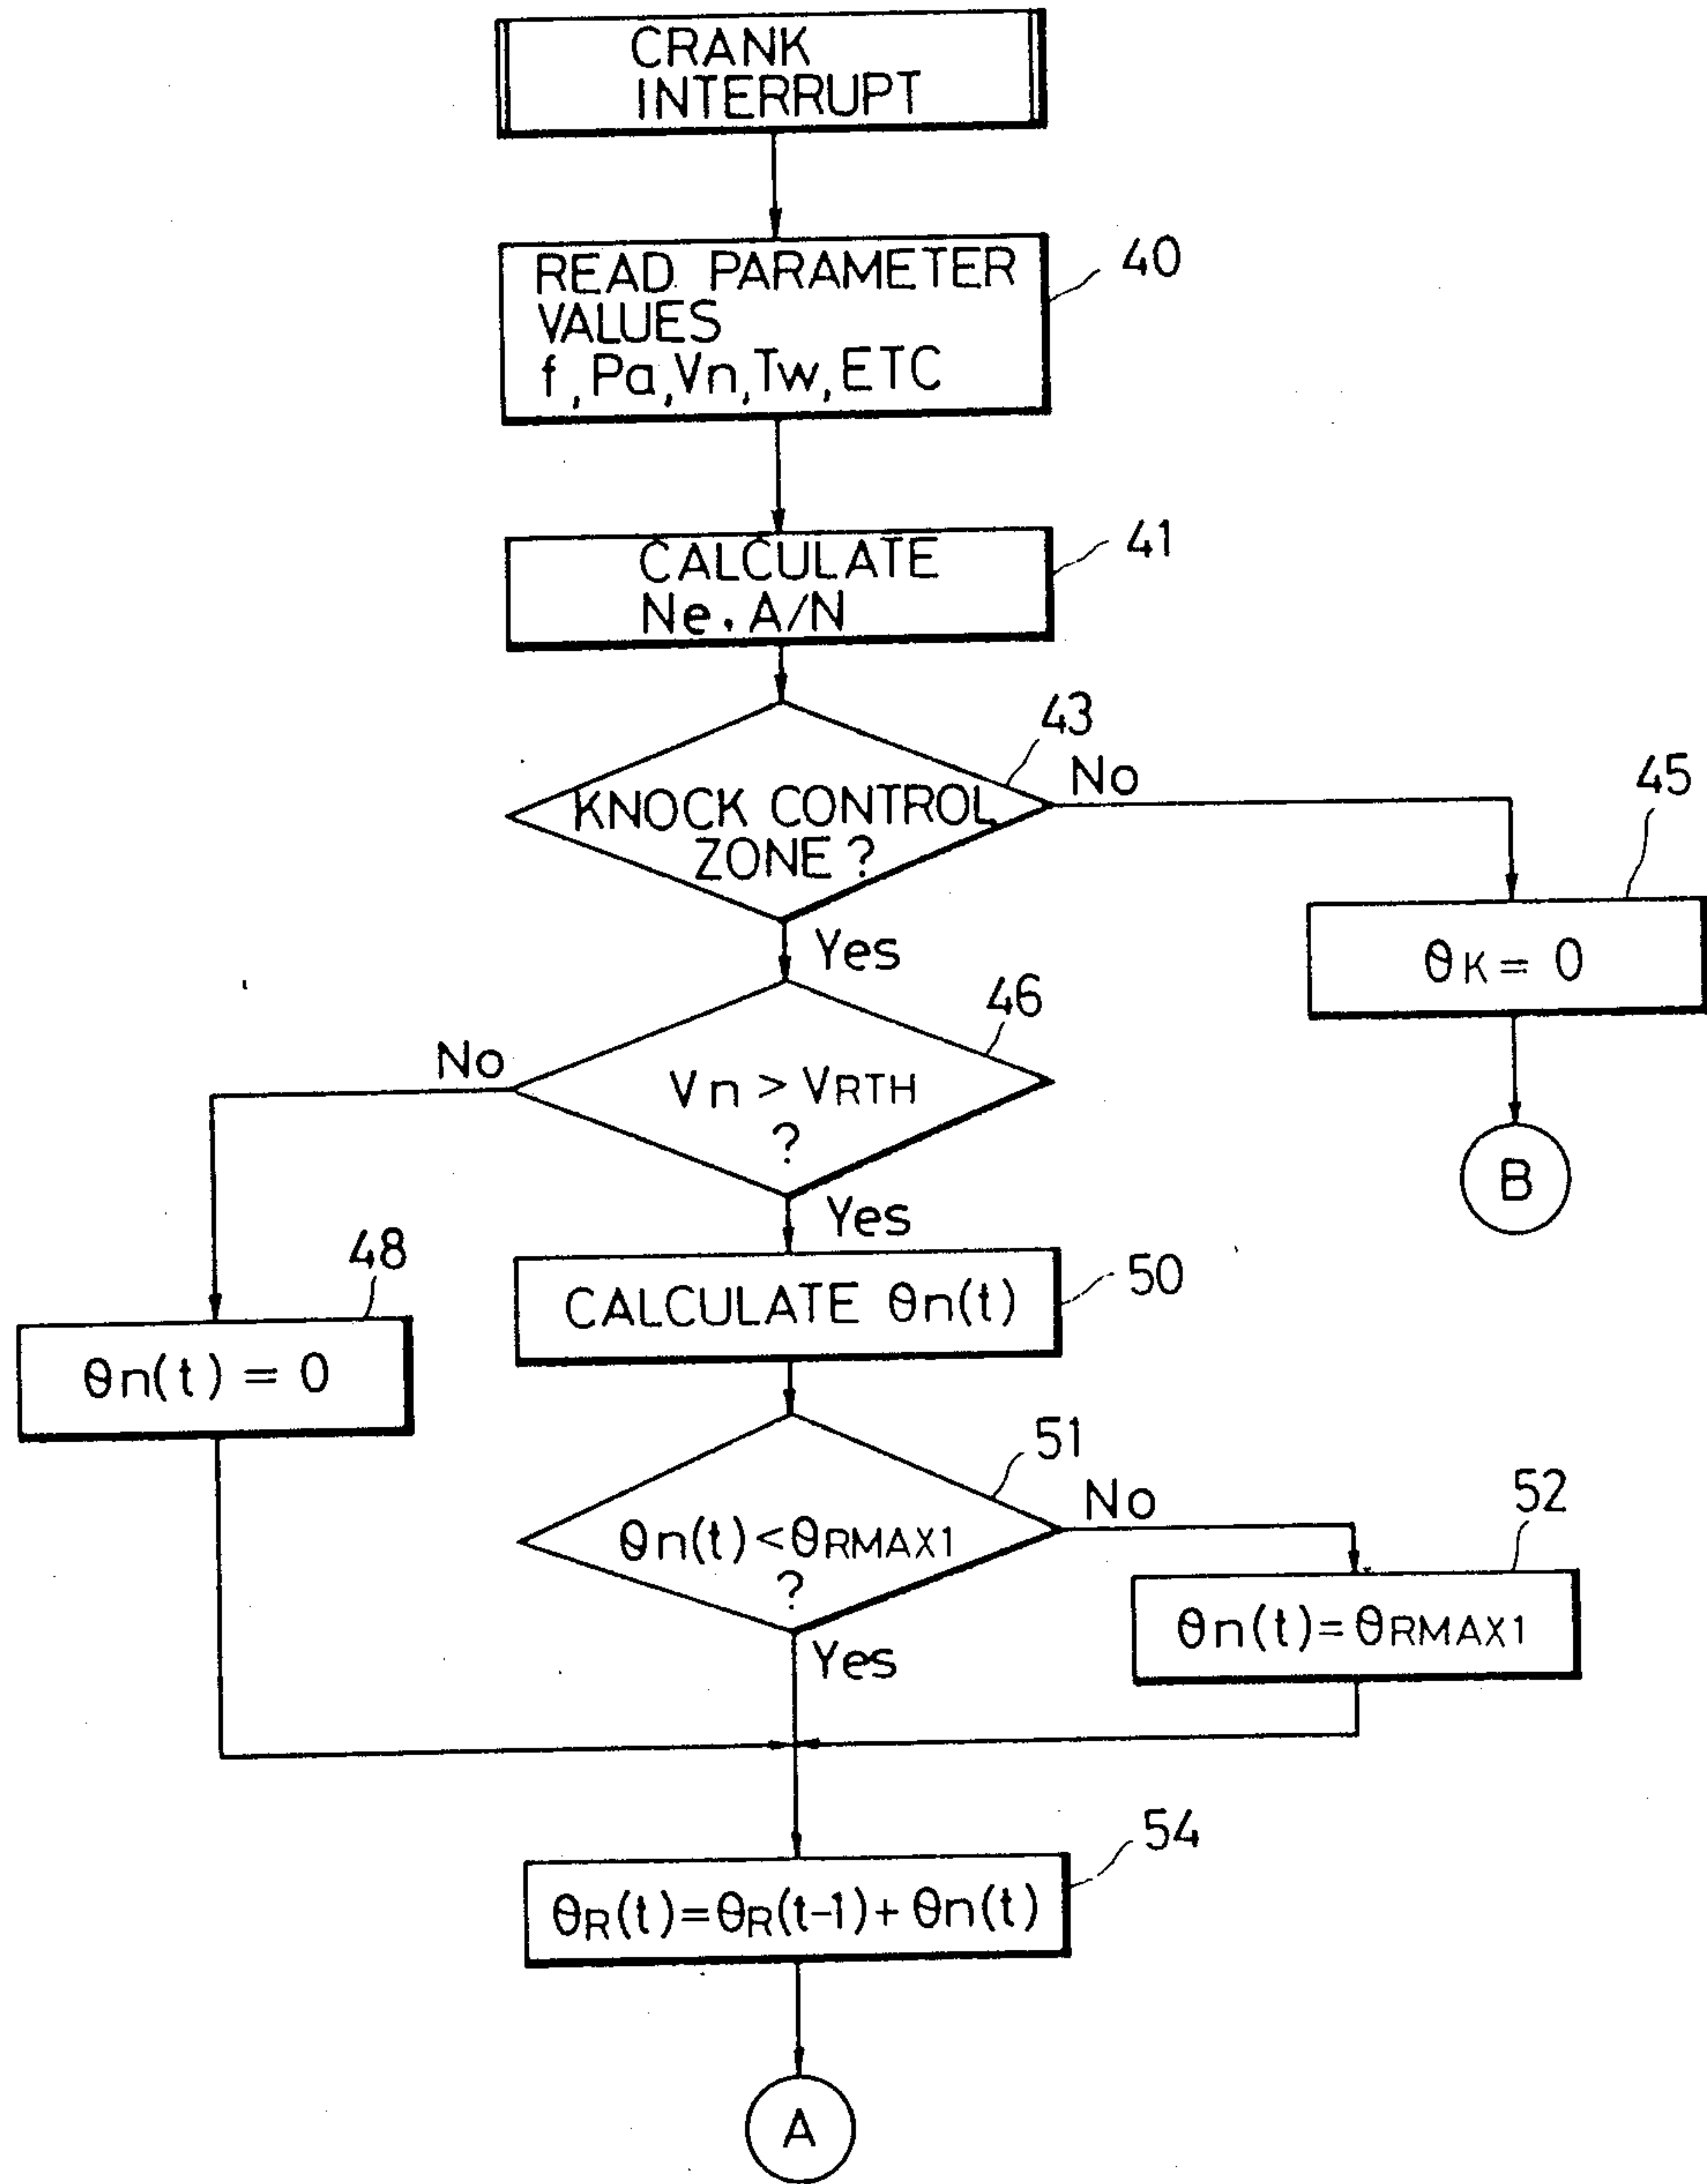 CRANK
INTERRUPT
READ PARAMETER
VALUES
f, Pa, Vn, Tw, ETC
40
CALCULATE
Ne, A/N
41
43
KNOCK CONTROL
ZONE ?
No
45
Yes
θK = 0
46
No
Vn > VRTH
?
B
Yes
48
50
CALCULATE θn(t)
θn(t) = 0
51
No
52
θn(t) < θRMAX1
?
θn(t) = θRMAX1
Yes
54
θR(t) = θR(t-1) + θn(t)
A